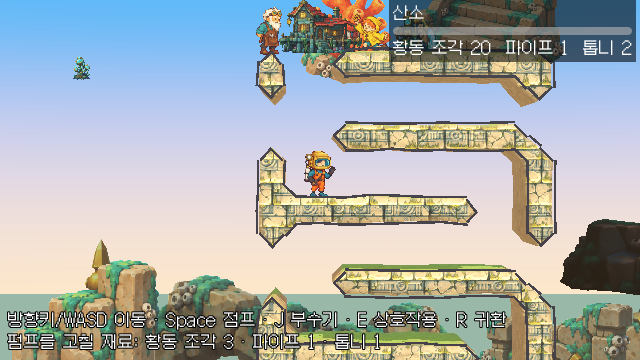 산소
황동 조각 20  파이프 1  톱니 2
방향키/WASD 이동 · Space 점프 · J 부수기 · E 상호작용 · R 귀환
펌프를 고칠 재료: 황동 조각 3 · 파이프 1 · 톱니 1